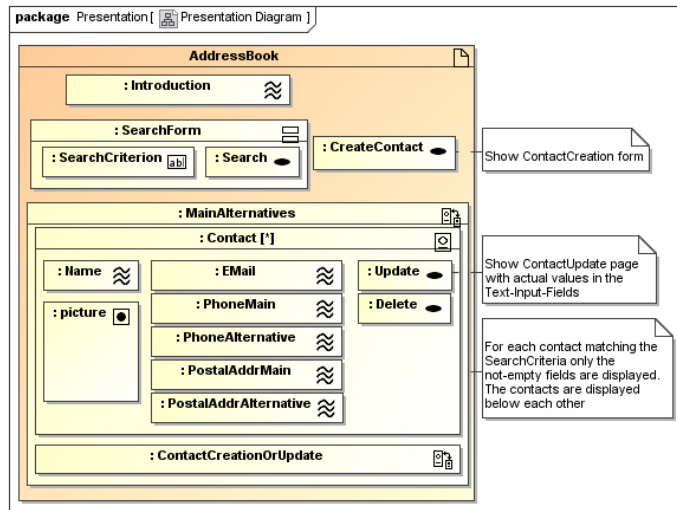 package Presentation [ Presentation Diagram ]
AddressBook
: Introduction
: SearchForm
: SearchCriterion ab|
: Search
: CreateContact
Show ContactCreation form
: MainAlternatives
: Contact [*]
: Name
: EMail
: Update
: picture
: PhoneMain
: Delete
: PhoneAlternative
: PostalAddrMain
: PostalAddrAlternative
Show ContactUpdate page
with actual values in the
Text-Input-Fields
For each contact matching the
SearchCriteria only the
not-empty fields are displayed.
The contacts are displayed
below each other
: ContactCreationOrUpdate